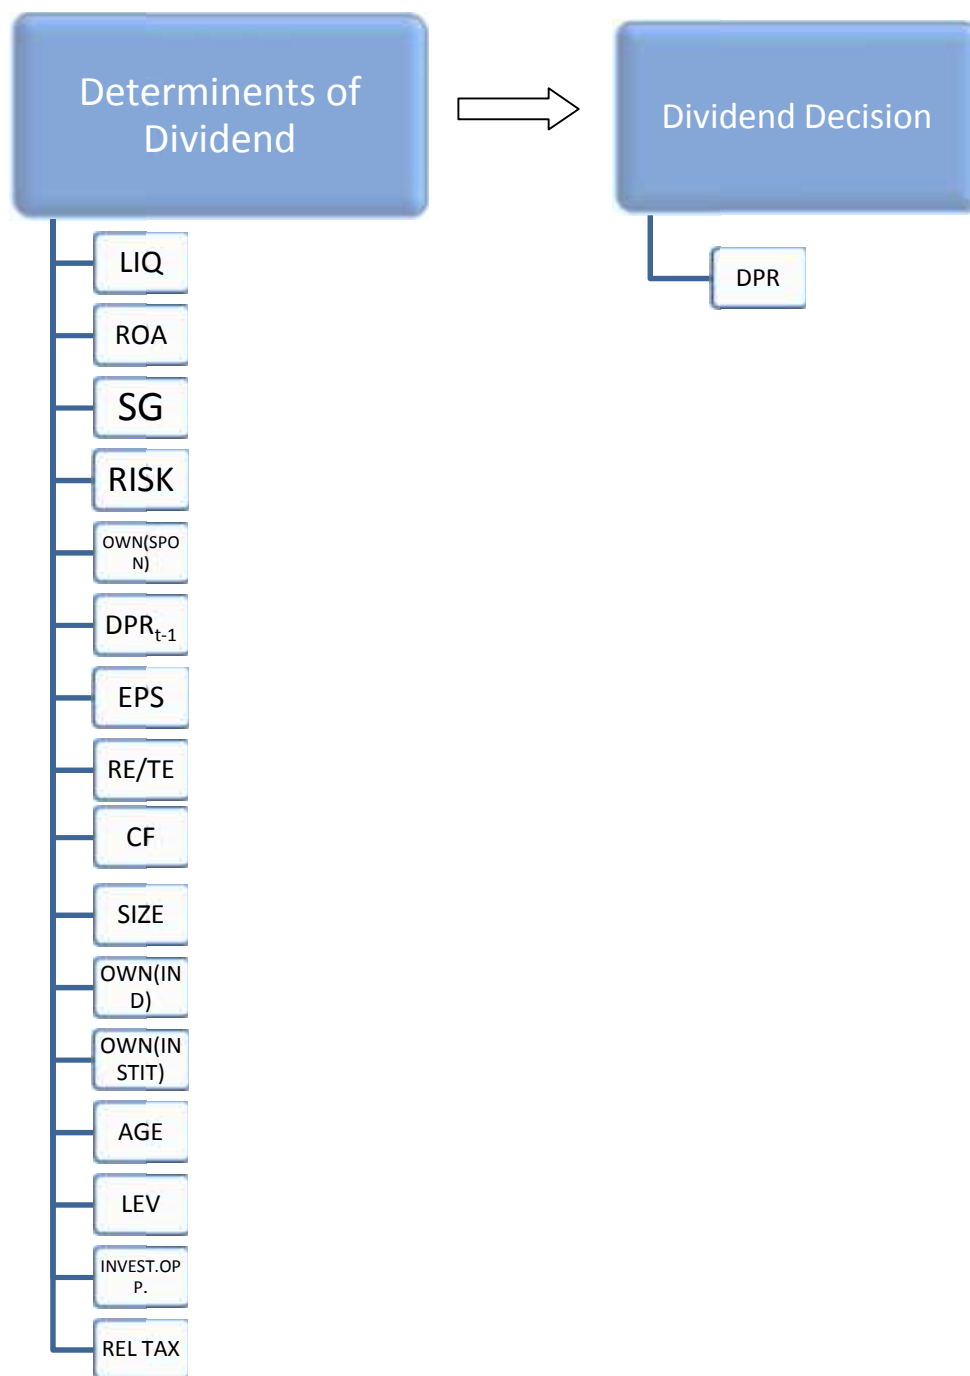 Determinents of
Dividend
Dividend Decision
LIQ
DPR
ROA
SG
RISK
OWN(SPO
N)
DPRt-1
EPS
RE/TE
CF
SIZE
OWN(IN
D)
OWN(IN
STIT)
AGE
LEV
INVEST.OP
P.
REL TAX